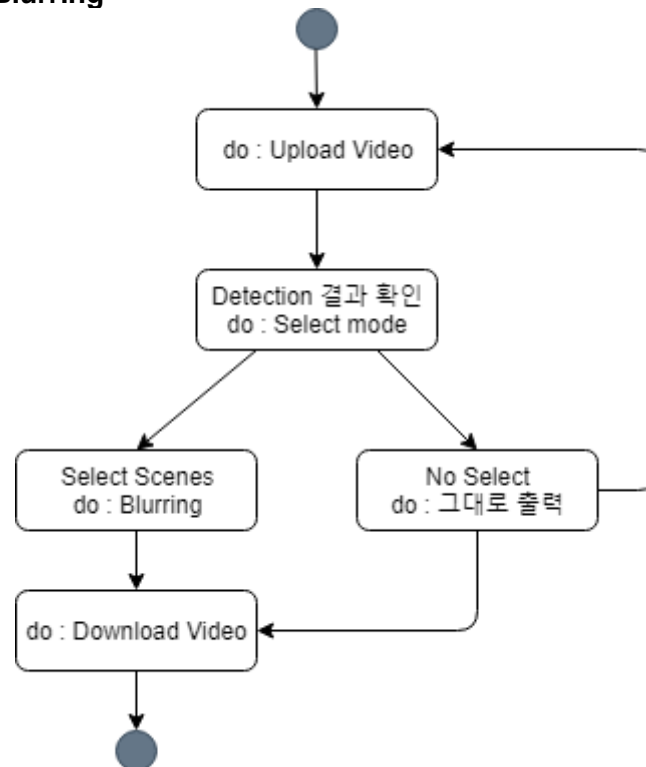 Blurring
do : Upload Video
Detection 결과 확인
do : Select mode
Select Scenes
do : Blurring
No Select
do : 그대로 출력
do : Download Video